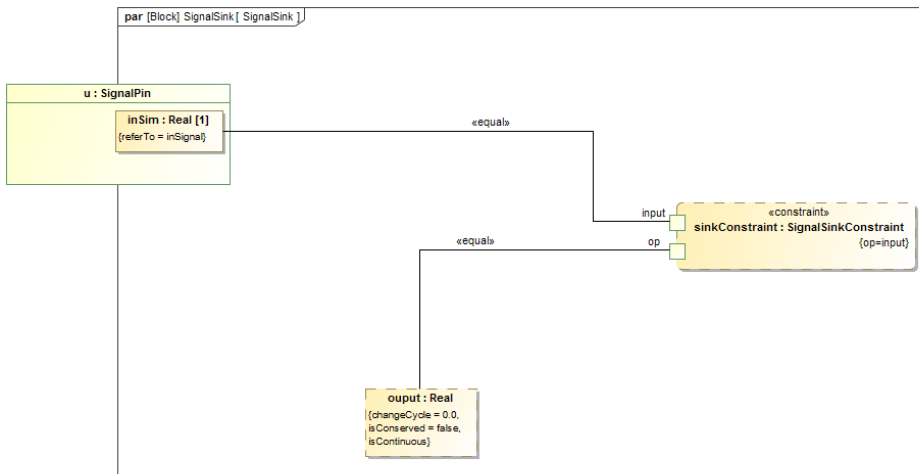 par [Block] SignalSink [ SignalSink ]
u : SignalPin
inSim : Real [1]
{referTo = inSignal}
«equal»
input
«constraint»
sinkConstraint : SignalSinkConstraint
{op=input}
«equal»
op
ouput : Real
{changeCycle = 0.0,
isConserved = false,
isContinuous}